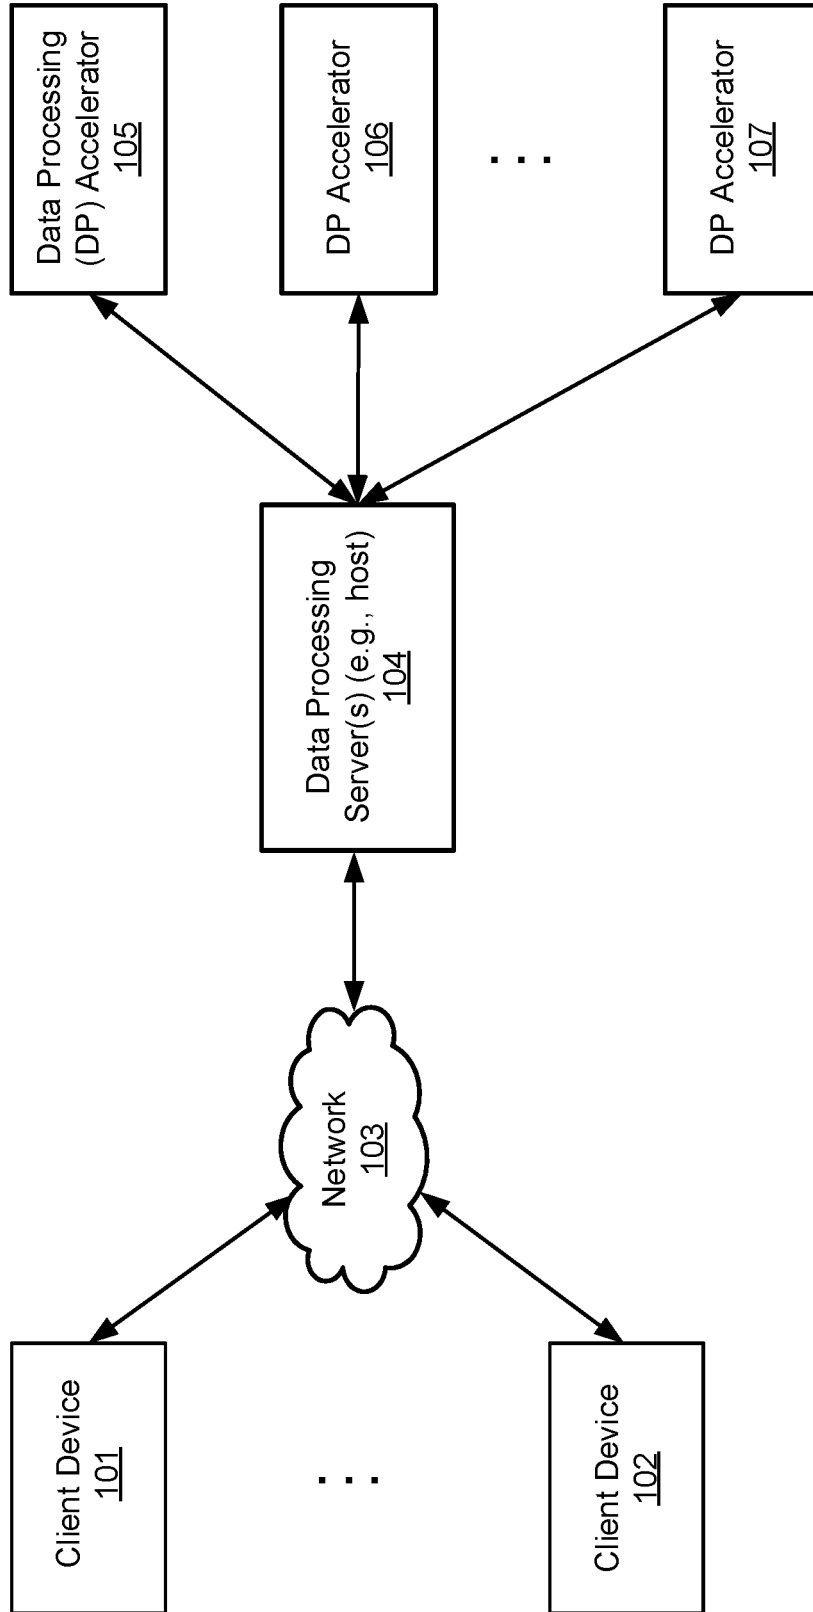 Client Device
101
. . .
Client Device
102
Network
103
Data Processing
Server(s) (e.g., host)
104
Data Processing
(DP) Accelerator
105
DP Accelerator
106
. . .
DP Accelerator
107